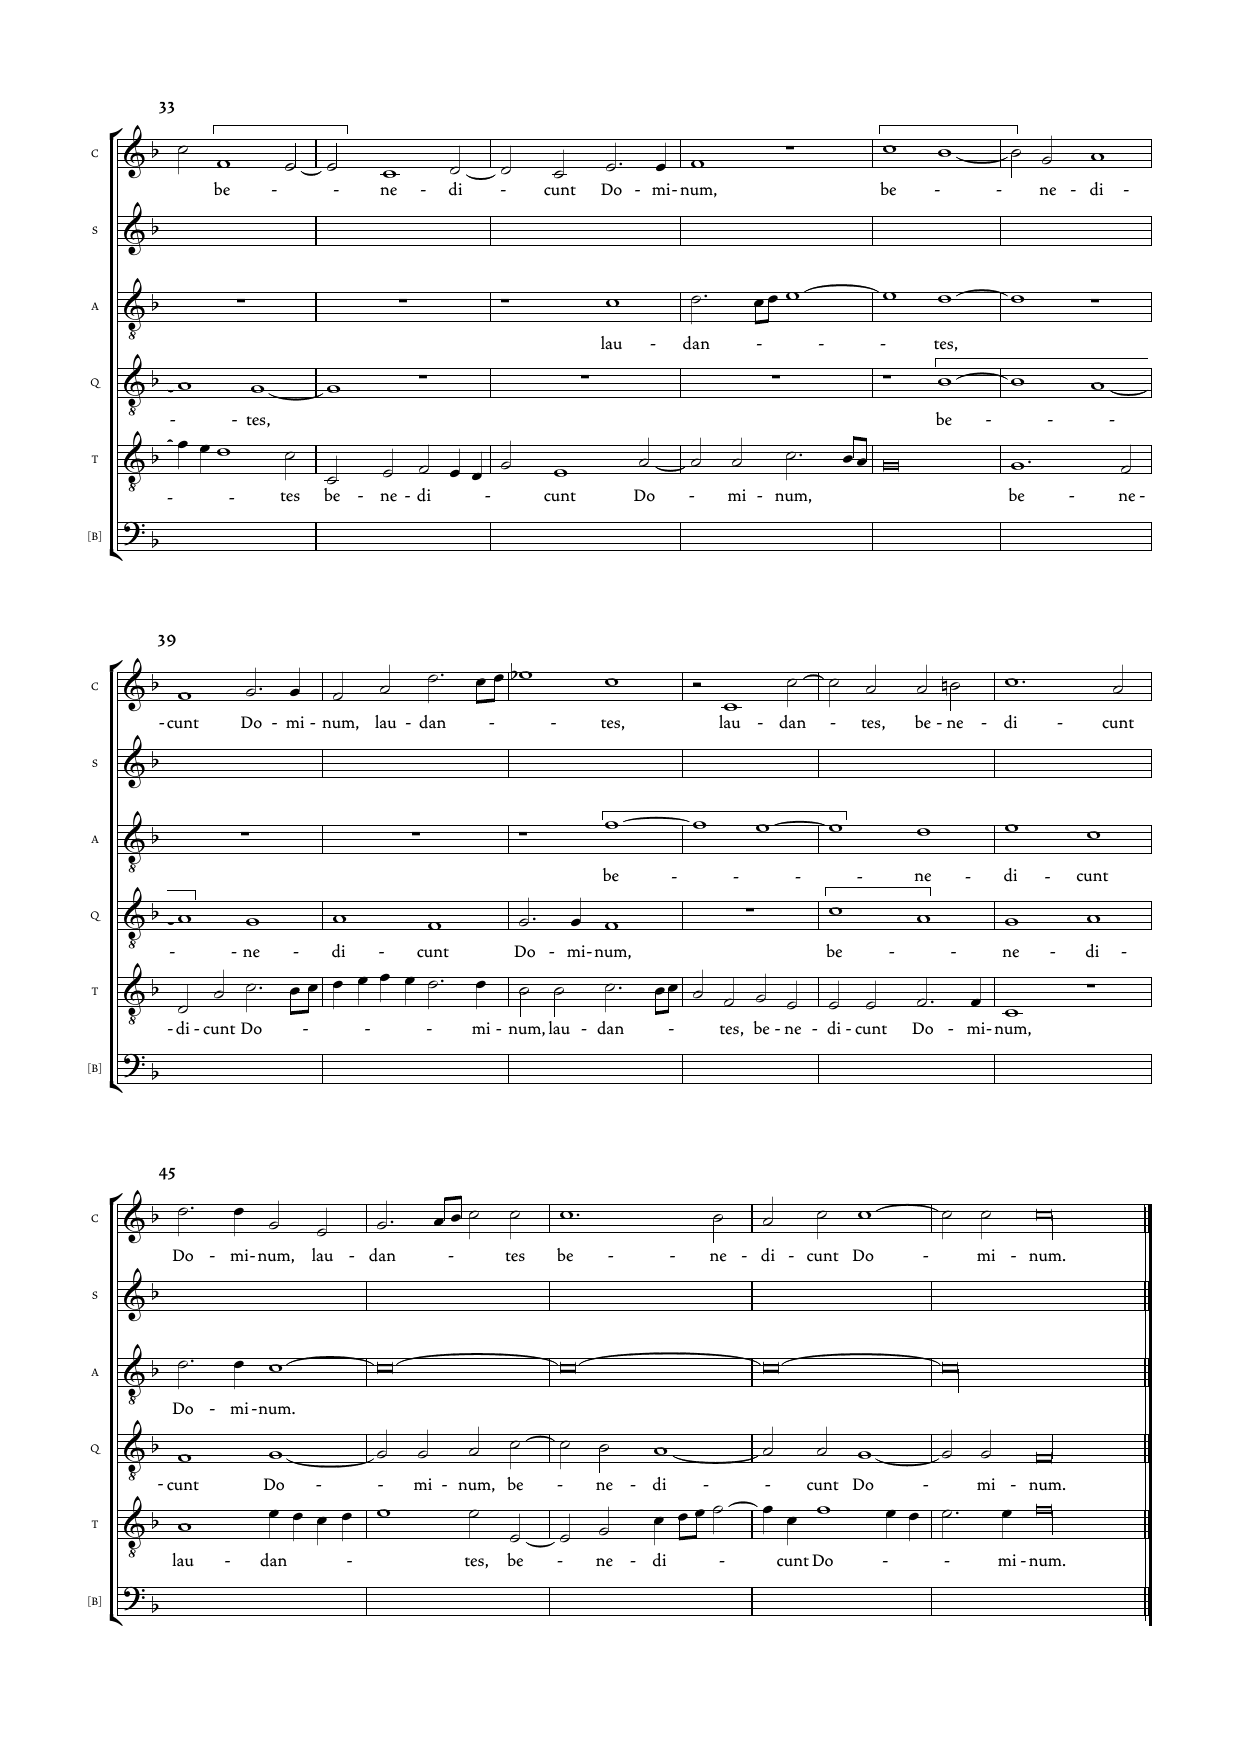 33
C
be - - ne - di - cunt Do - mi - num, be - - ne - di -
S
A
lau - dan - - - tes,
Q
- - tes, be - - -
T
- - tes be - ne - di - cunt Do - mi - num, be - ne -
[B]
39
C
-cunt Do - mi - num, lau - dan - - tes, lau - dan - tes, be - ne - di - cunt
S
A
be - - - - ne - di - cunt
Q
- - ne - di - cunt Do - mi - num, be - - ne - di -
T
- di - cunt Do - - - mi - num, lau - dan - tes, be - ne - di - cunt Do - mi - num,
[B]
45
C
Do - mi - num, lau - dan - tes be - - ne - di - cunt Do - mi - num.
S
A
Do - mi - num.
Q
- cunt Do - - mi - num, be - ne - di - - cunt Do - mi - num.
T
lau - dan - tes, be - ne - di - cunt Do - - mi - num.
[B]